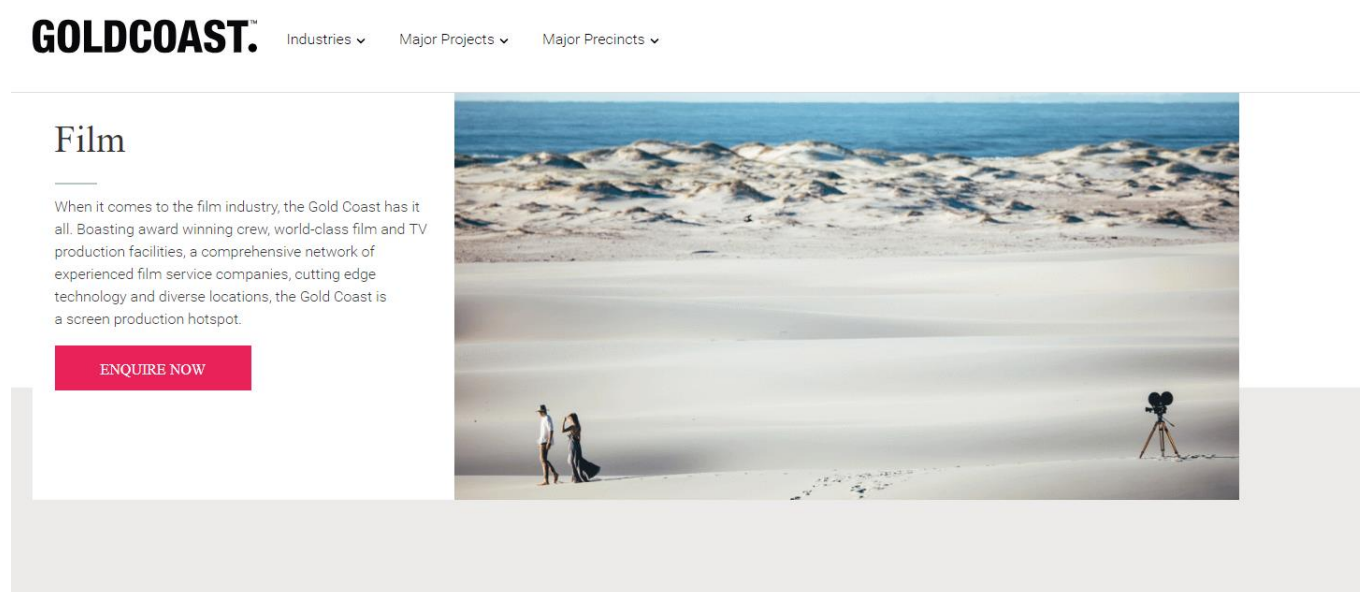 GOLDCOAST.™
Industries
Major Projects
Major Precincts
Film
When it comes to the film industry, the Gold Coast has it
all. Boasting award winning crew, world-class film and TV
production facilities, a comprehensive network of
experienced film service companies, cutting edge
technology and diverse locations, the Gold Coast is
a screen production hotspot.
ENQUIRE NOW